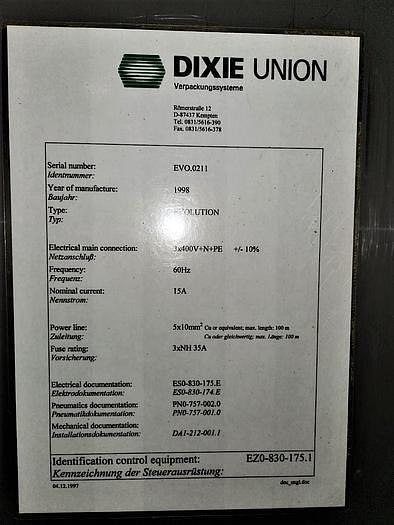 DIXIE UNION
Verpackungssysteme
Römerstraße 12
D-87437 Kempten
Tel. 0831/5616-390
Fax. 0831/5616-378
Serial number: EVO.0211
Identnummer:
Year of manufacture: 1998
Baujahr:
Type: EVOLUTION
Typ:
Electrical main connection: 3x400V+N+PE +/- 10%
Netzanschluß:
Frequency: 60Hz
Frequenz:
Nominal current: 15A
Nennstrom:
Power line: 5x10mm² Cu or equivalent; max. length: 100 m
Zuleitung: Cu oder gleichwertig; max. Länge: 100 m
Fuse rating: 3xNH 35A
Vorsicherung:
Electrical documentation: ES0-830-175.E
Elektrodokumentation: ES0-830-174.E
Pneumatics documentation: PN0-757-002.0
Pneumatikdokumentation: PN0-757-001.0
Mechanical documentation:
Installationsdokumentation: DA1-212-001.1
Identification control equipment: EZ0-830-175.1
Kennzeichnung der Steuerausrüstung:
04.12.1997 doc_engl.doc